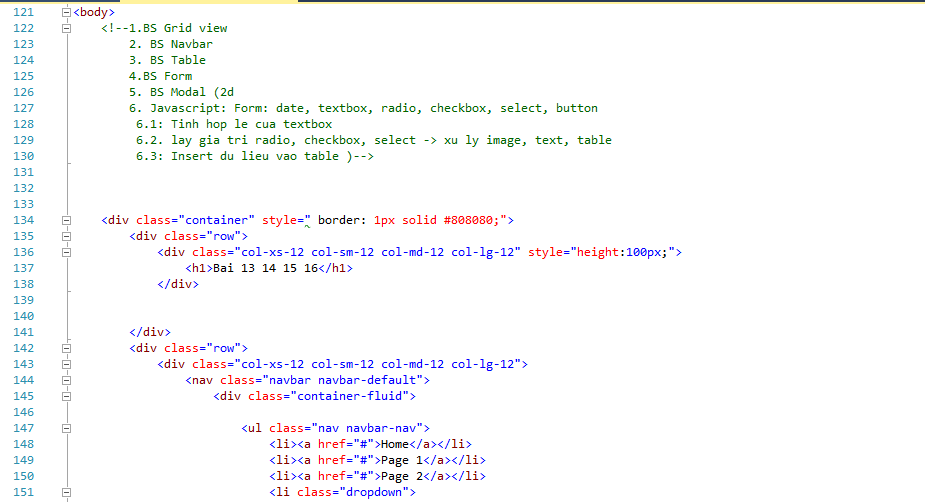 121 <body>
122 <!--1.BS Grid view
123 2. BS Navbar
124 3. BS Table
125 4.BS Form
126 5. BS Modal (2d
127 6. Javascript: Form: date, textbox, radio, checkbox, select, button
128 6.1: Tinh hop le cua textbox
129 6.2. lay gia tri radio, checkbox, select -> xu ly image, text, table
130 6.3: Insert du lieu vao table )-->
131
132
133
134 <div class="container" style=" border: 1px solid #808080;">
135 <div class="row">
136 <div class="col-xs-12 col-sm-12 col-md-12 col-lg-12" style="height:100px;">
137 <h1>Bai 13 14 15 16</h1>
138 </div>
139
140
141 </div>
142 <div class="row">
143 <div class="col-xs-12 col-sm-12 col-md-12 col-lg-12">
144 <nav class="navbar navbar-default">
145 <div class="container-fluid">
146
147 <ul class="nav navbar-nav">
148 <li><a href="#">Home</a></li>
149 <li><a href="#">Page 1</a></li>
150 <li><a href="#">Page 2</a></li>
151 <li class="dropdown">